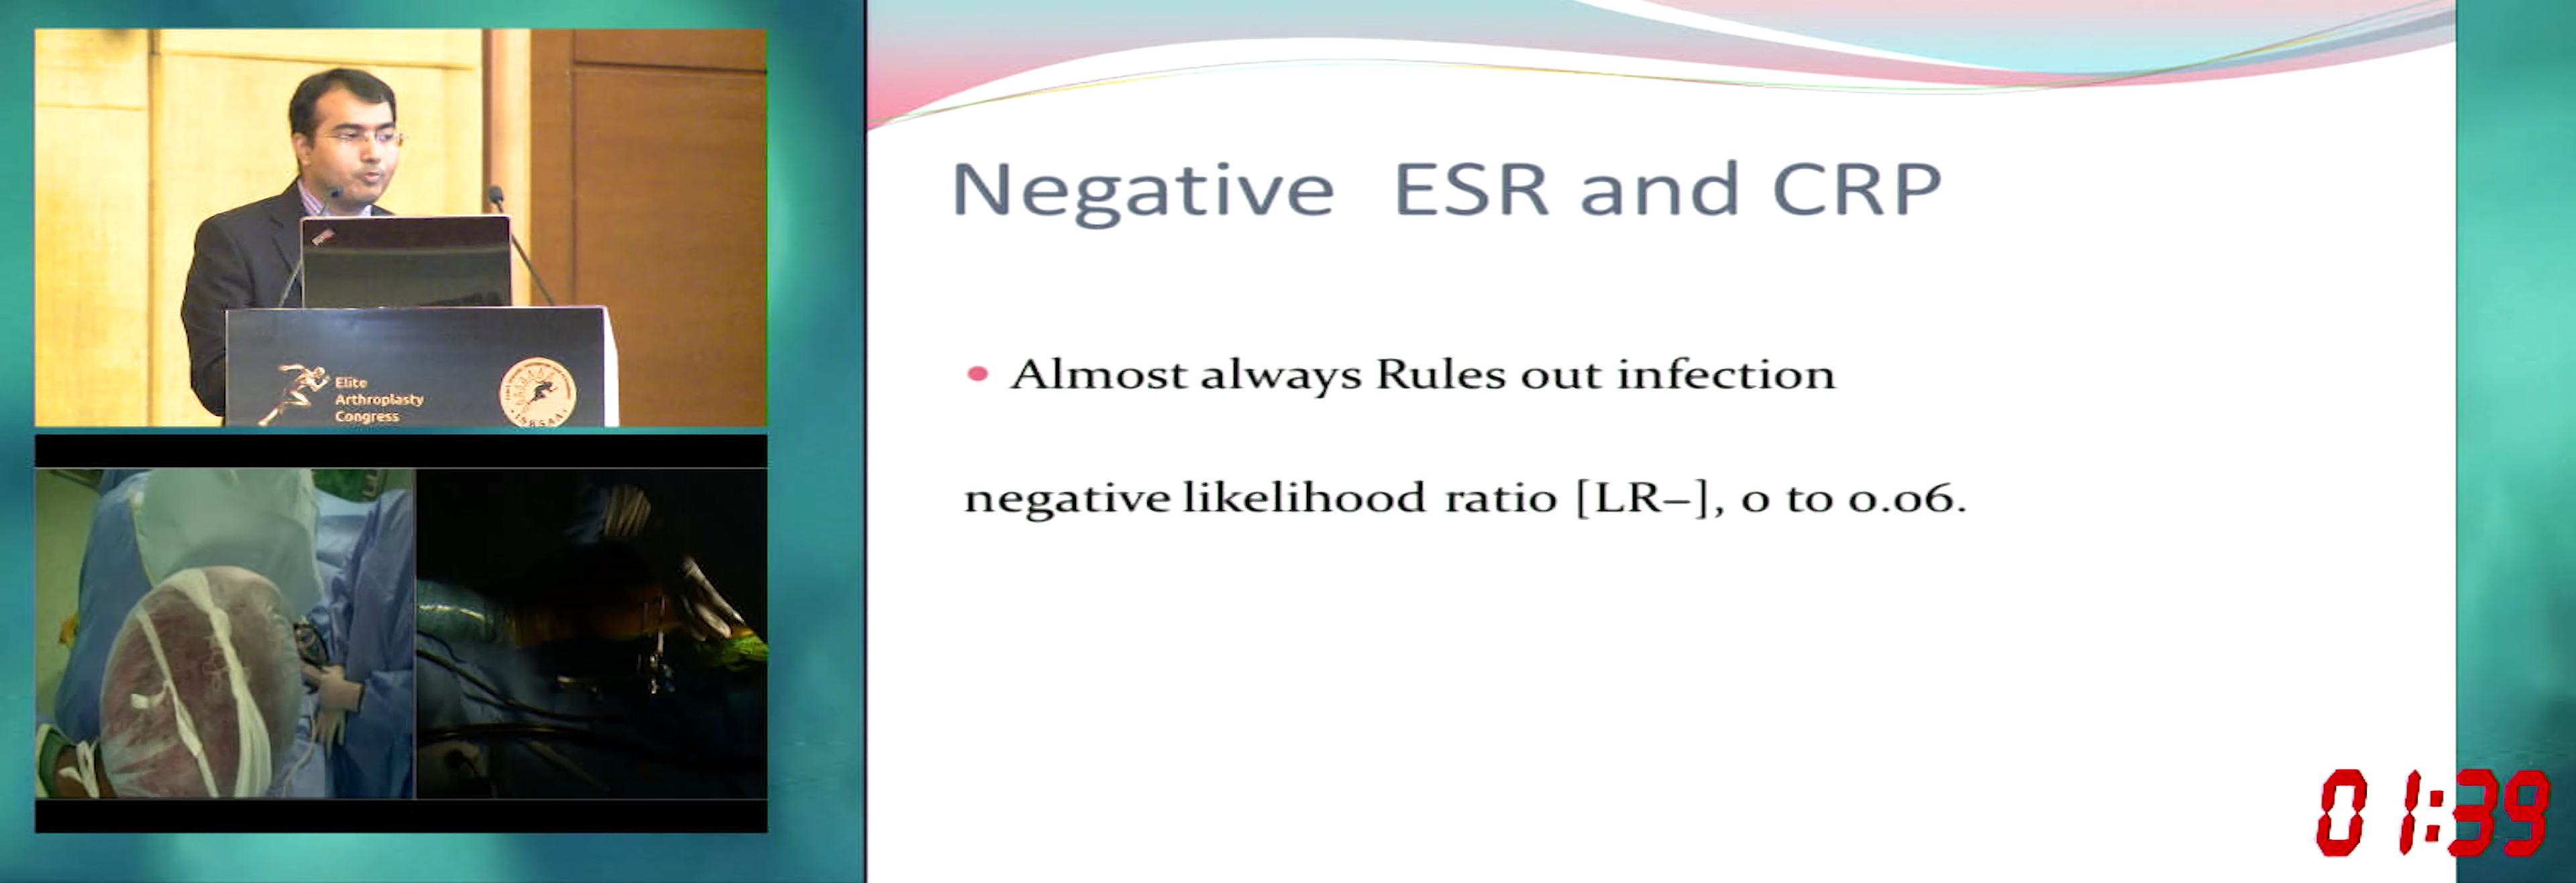 Elite
Arthroplasty
Congress
Negative ESR and CRP
Almost always Rules out infection
negative likelihood ratio [LR–], 0 to 0.06.
01:39